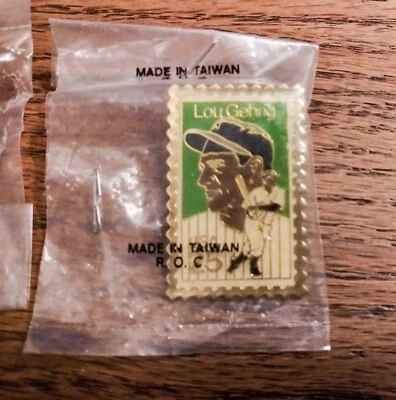 MADE IN TAIWAN
R. O. C
Lou Gehrig
MADE IN TAIWAN
R. O. C